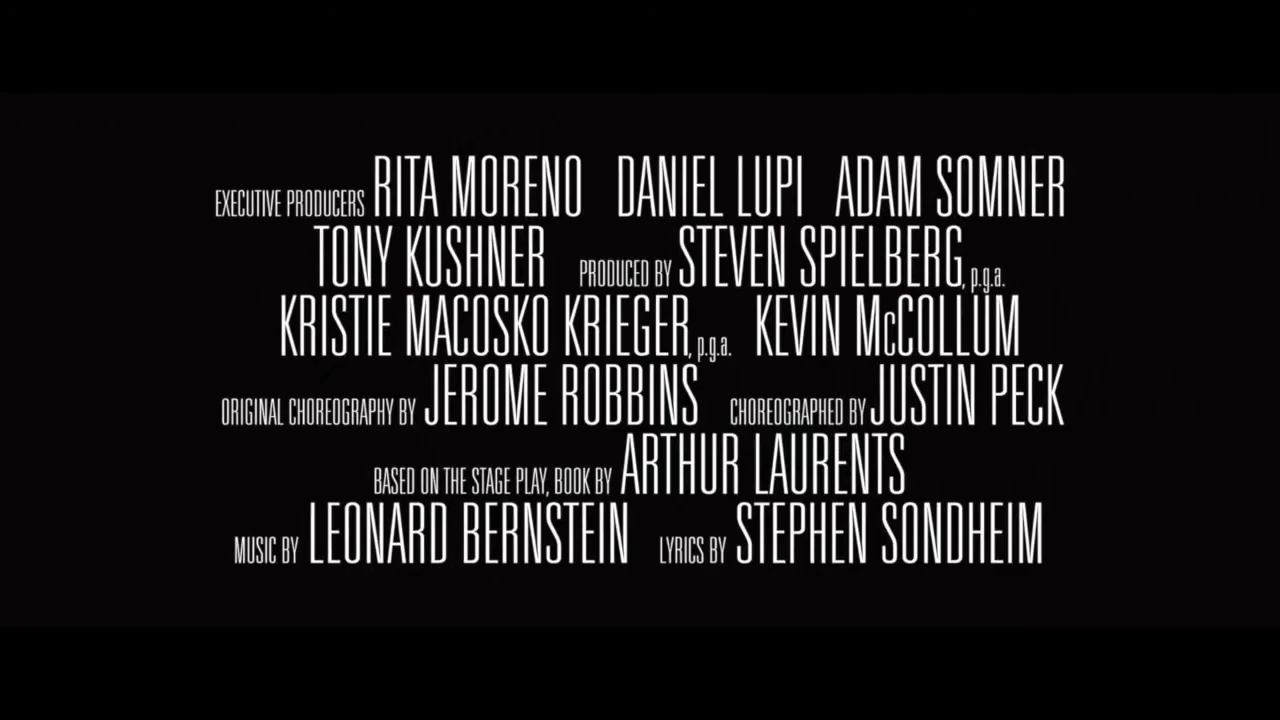 EXECUTIVE PRODUCERS RITA MORENO DANIEL LUPI ADAM SOMNER
TONY KUSHNER PRODUCED BY STEVEN SPIELBERG, p.g.a.
KRISTIE MACOSKO KRIEGER, p.g.a. KEVIN McCOLLUM
ORIGINAL CHOREOGRAPHY BY JEROME ROBBINS CHOREOGRAPHED BY JUSTIN PECK
BASED ON THE STAGE PLAY, BOOK BY ARTHUR LAURENTS
MUSIC BY LEONARD BERNSTEIN LYRICS BY STEPHEN SONDHEIM